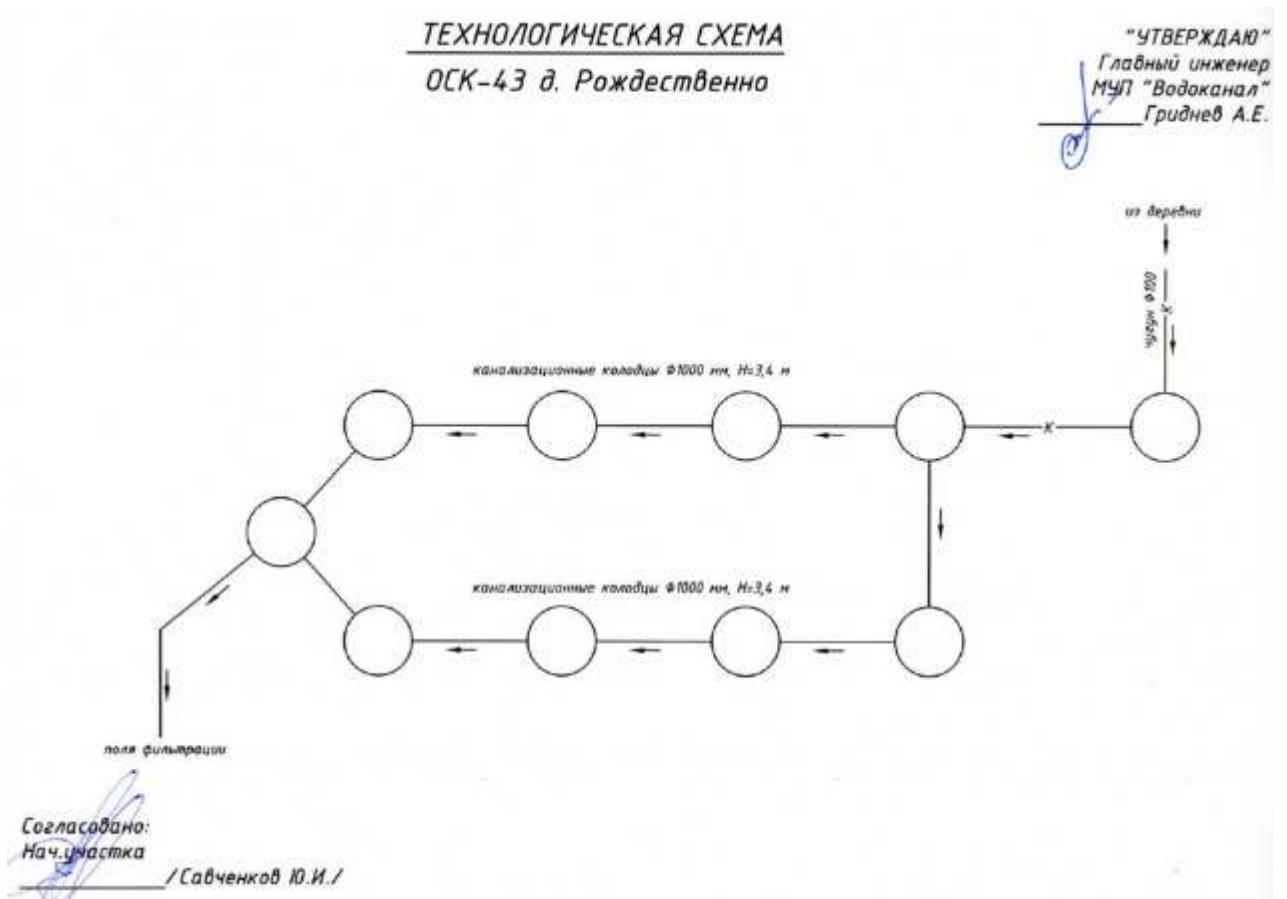 ТЕХНОЛОГИЧЕСКАЯ СХЕМА
ОСК-43 д. Рождественно
"УТВЕРЖДАЮ"
Главный инженер
МУП "Водоканал"
Гриднев А.Е.
из деревни
чугун Ф100
К
канализационные колодцы Ф1000 мм, Н=3,4 м
К
канализационные колодцы Ф1000 мм, Н=3,4 м
поля фильтрации
Согласовано:
Нач.участка
/Савченков Ю.И./